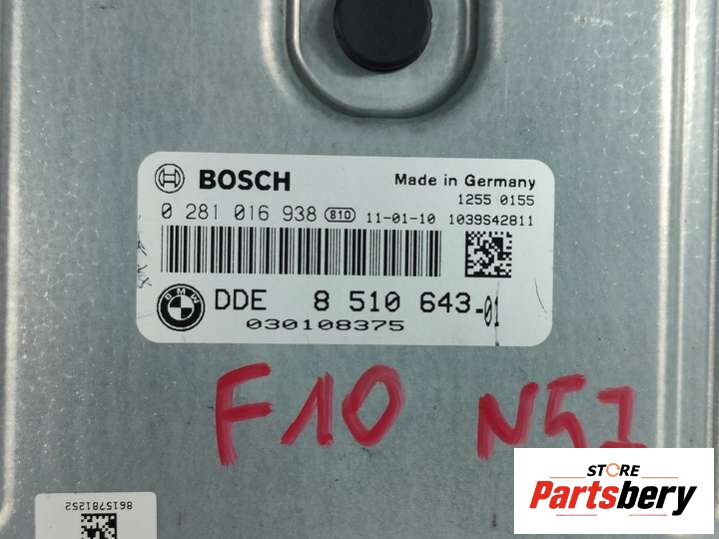 BOSCH Made in Germany
1255 0155
0 281 016 938 810 11-01-10 1039S42811
BMW DDE 8 510 643-01
030108375
F10 N57
8615781252
STORE
Partsbery